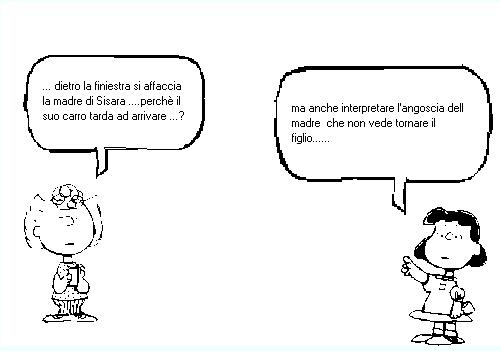 ... dietro la finiestra si affaccia
la madre di Sisara ....perchè il
suo carro tarda ad arrivare ...?
ma anche interpretare l'angoscia dell
madre che non vede tornare il
figlio......